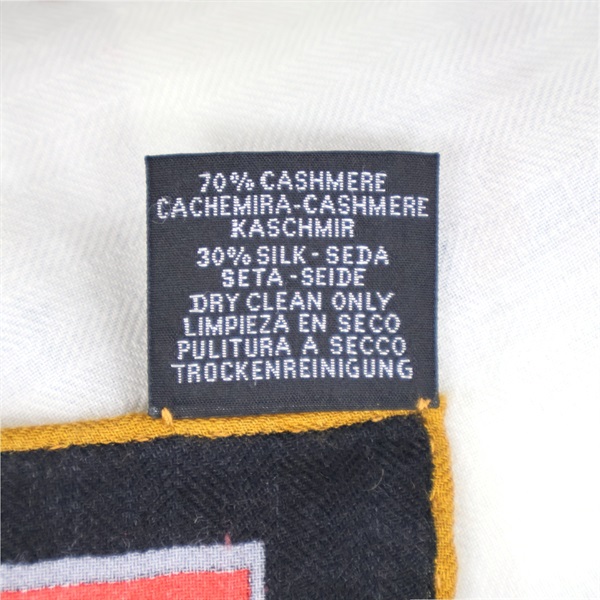 70% CASHMERE
CACHEMIRA-CASHMERE
KASCHMIR
30% SILK - SEDA
SETA - SEIDE
DRY CLEAN ONLY
LIMPIEZA EN SECO
PULITURA A SECCO
TROCKENREINIGUNG